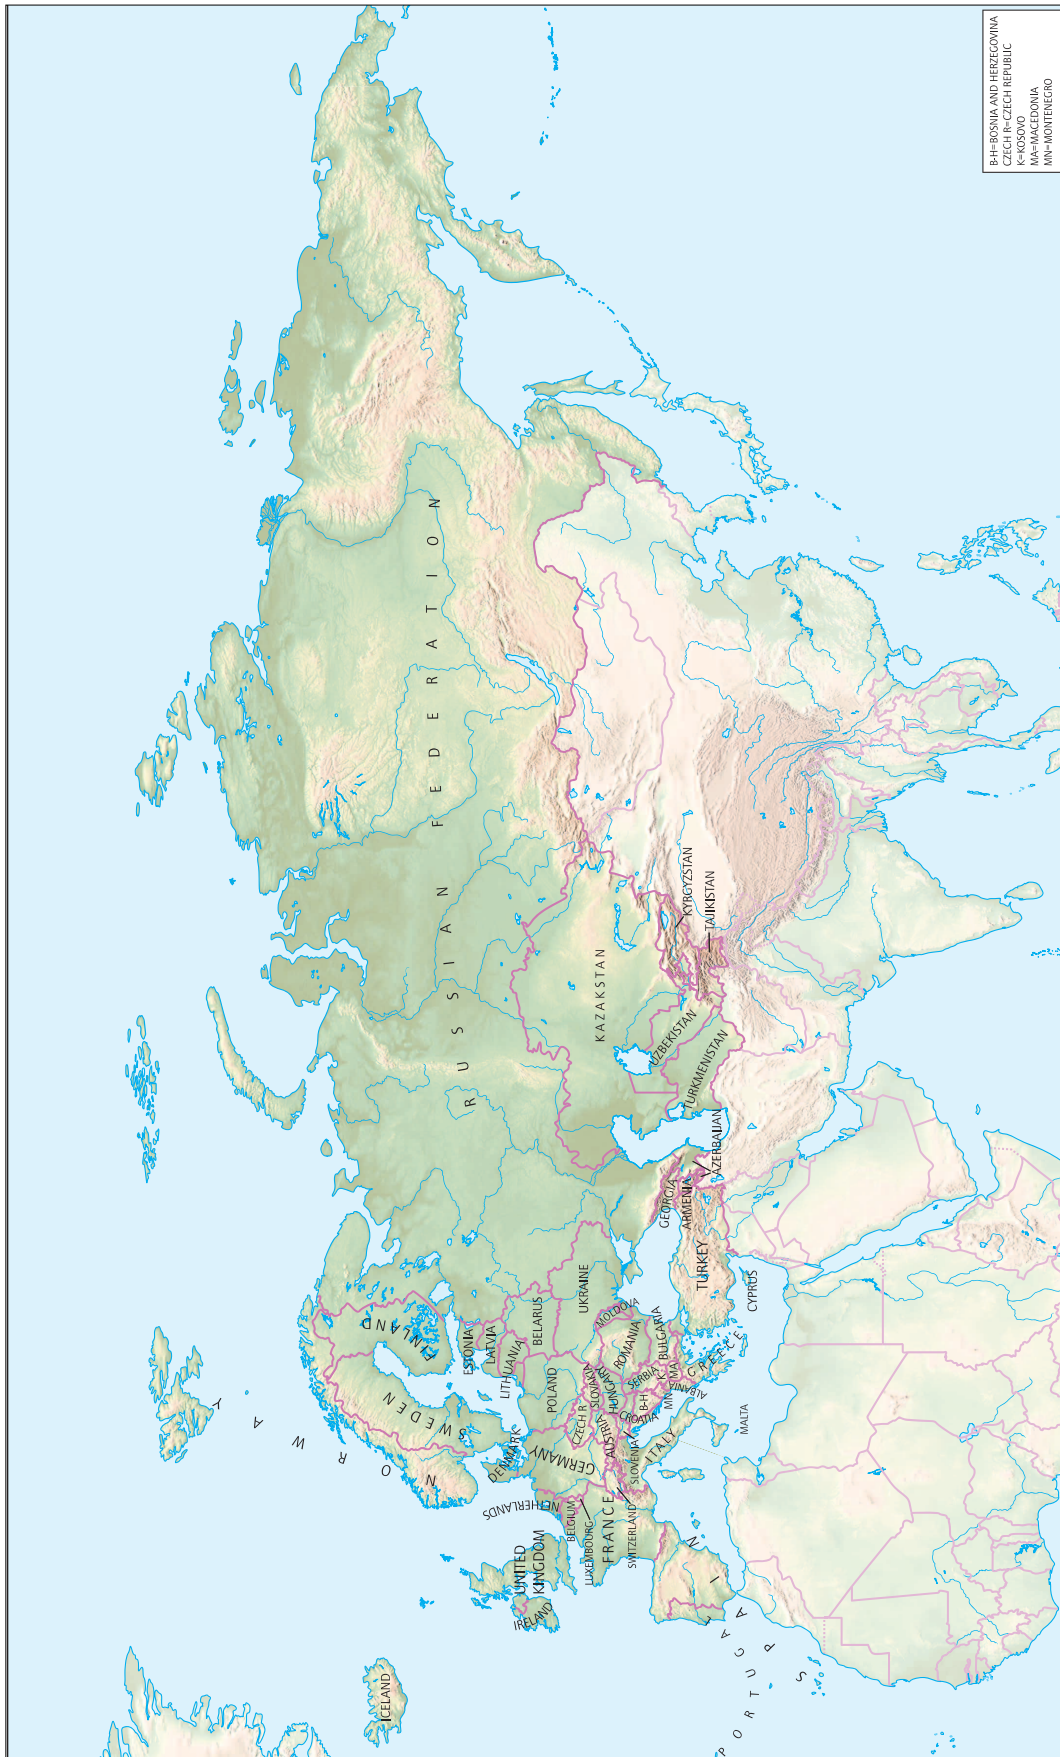 ICELAND
NORWAY
SWEDEN
FINLAND
RUSSIAN FEDERATION
ESTONIA
LATVIA
LITHUANIA
DENMARK
UNITED
KINGDOM
IRELAND
NETHERLANDS
BELGIUM
LUXEMBOURG
GERMANY
POLAND
BELARUS
UKRAINE
CZECH R
SLOVAKIA
AUSTRIA
HUNGARY
MOLDOVA
ROMANIA
FRANCE
SWITZERLAND
SLOVENIA
CROATIA
B-H
SERBIA
BULGARIA
K
MN
MA
ALBANIA
ITALY
GREECE
PORTUGAL
SPAIN
MALTA
CYPRUS
TURKEY
GEORGIA
ARMENIA
AZERBAIJAN
KAZAKSTAN
UZBEKISTAN
TURKMENISTAN
KYRGYZSTAN
TAJIKISTAN
B-H=BOSNIA AND HERZEGOVINA
CZECH R=CZECH REPUBLIC
K=KOSOVO
MA=MACEDONIA
MN=MONTENEGRO